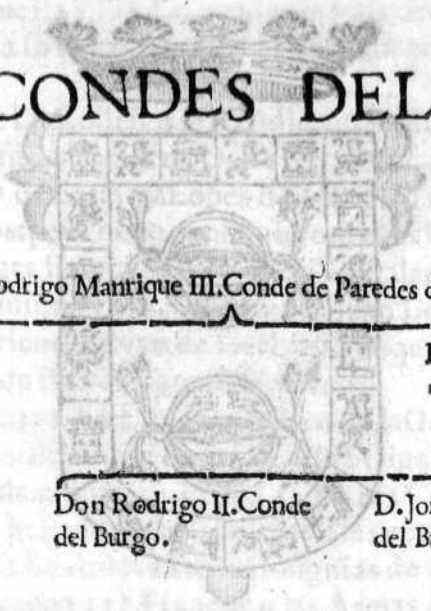 CONDES DEL
odrigo Manrique III.Conde de Paredes
Don Rodrigo II.Conde
del Burgo.
D.Jo
del B